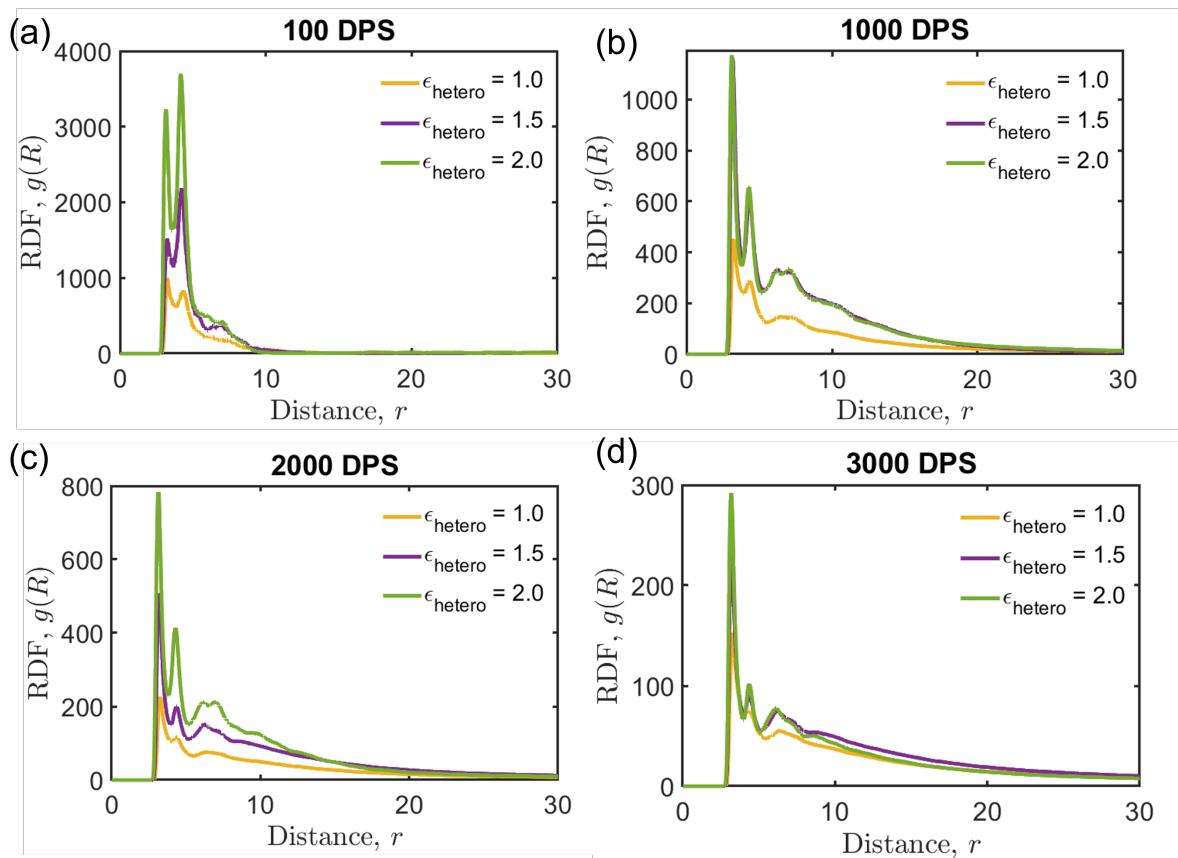 (a)
100 DPS
4000
3000
2000
1000
0
RDF, g(R)
ϵhetero = 1.0
ϵhetero = 1.5
ϵhetero = 2.0
0 10 20 30
Distance, r
(b)
1000 DPS
1000
800
600
400
200
0
RDF, g(R)
ϵhetero = 1.0
ϵhetero = 1.5
ϵhetero = 2.0
0 10 20 30
Distance, r
(c)
2000 DPS
800
600
400
200
0
RDF, g(R)
ϵhetero = 1.0
ϵhetero = 1.5
ϵhetero = 2.0
0 10 20 30
Distance, r
(d)
3000 DPS
300
200
100
0
RDF, g(R)
ϵhetero = 1.0
ϵhetero = 1.5
ϵhetero = 2.0
0 10 20 30
Distance, r